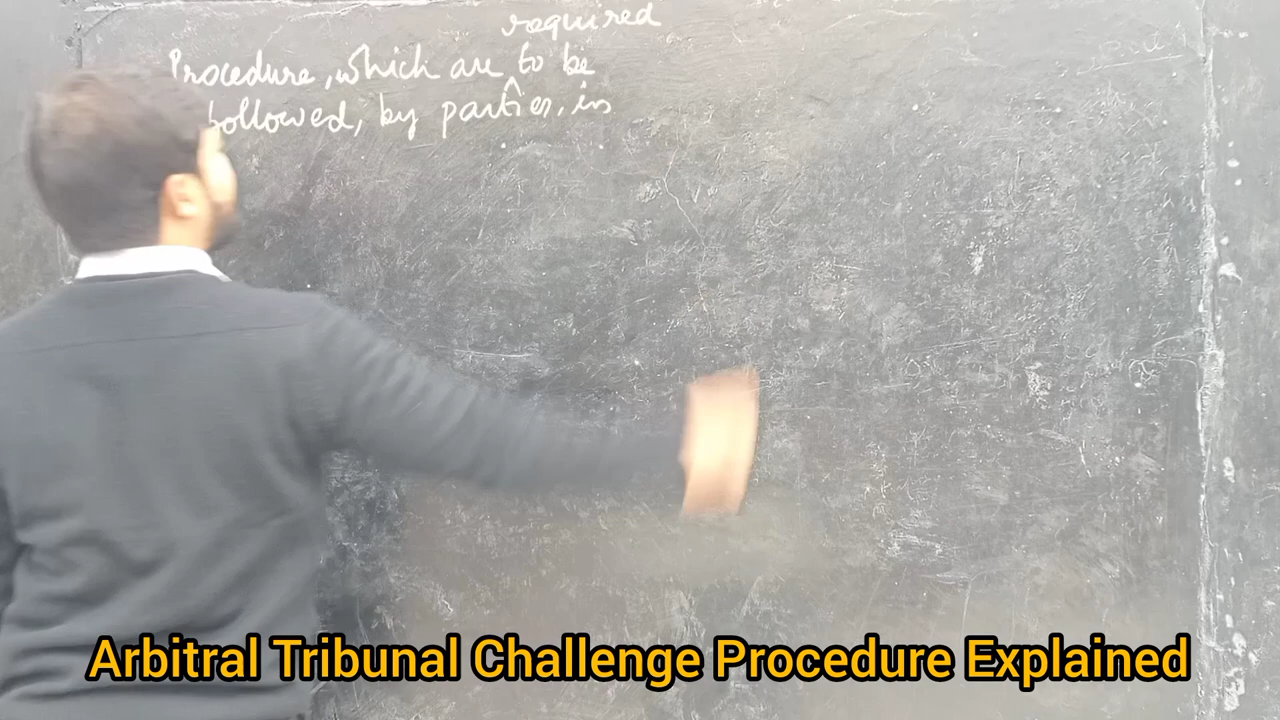 required
Procedure, which are ^ to be
followed, by parties, in
Arbitral Tribunal Challenge Procedure Explained